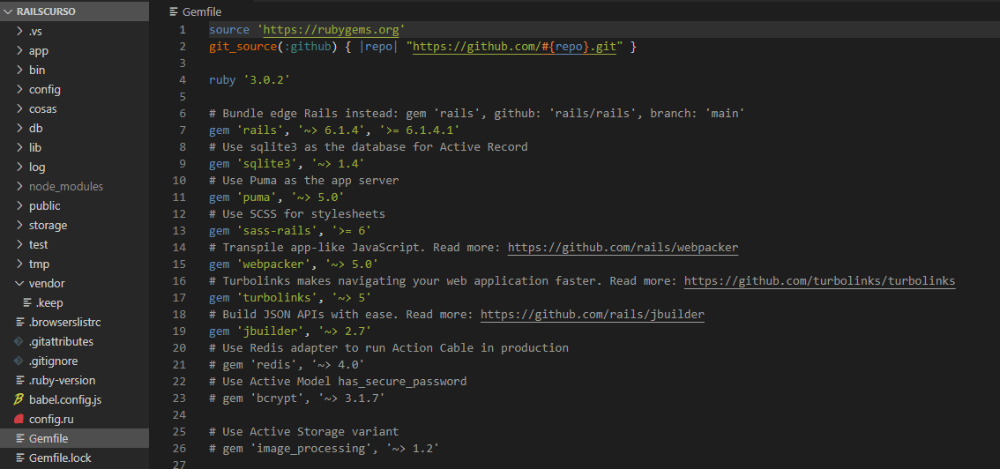 RAILSCURSO
.vs
app
bin
config
cosas
db
lib
log
node_modules
public
storage
test
tmp
vendor
.keep
.browserslistrc
.gitattributes
.gitignore
.ruby-version
babel.config.js
config.ru
Gemfile
Gemfile.lock
Gemfile
1 source 'https://rubygems.org'
2 git_source(:github) { |repo| "https://github.com/#{repo}.git" }
3
4 ruby '3.0.2'
5
6 # Bundle edge Rails instead: gem 'rails', github: 'rails/rails', branch: 'main'
7 gem 'rails', '~> 6.1.4', '>= 6.1.4.1'
8 # Use sqlite3 as the database for Active Record
9 gem 'sqlite3', '~> 1.4'
10 # Use Puma as the app server
11 gem 'puma', '~> 5.0'
12 # Use SCSS for stylesheets
13 gem 'sass-rails', '>= 6'
14 # Transpile app-like JavaScript. Read more: https://github.com/rails/webpacker
15 gem 'webpacker', '~> 5.0'
16 # Turbolinks makes navigating your web application faster. Read more: https://github.com/turbolinks/turbolinks
17 gem 'turbolinks', '~> 5'
18 # Build JSON APIs with ease. Read more: https://github.com/rails/jbuilder
19 gem 'jbuilder', '~> 2.7'
20 # Use Redis adapter to run Action Cable in production
21 # gem 'redis', '~> 4.0'
22 # Use Active Model has_secure_password
23 # gem 'bcrypt', '~> 3.1.7'
24
25 # Use Active Storage variant
26 # gem 'image_processing', '~> 1.2'
27